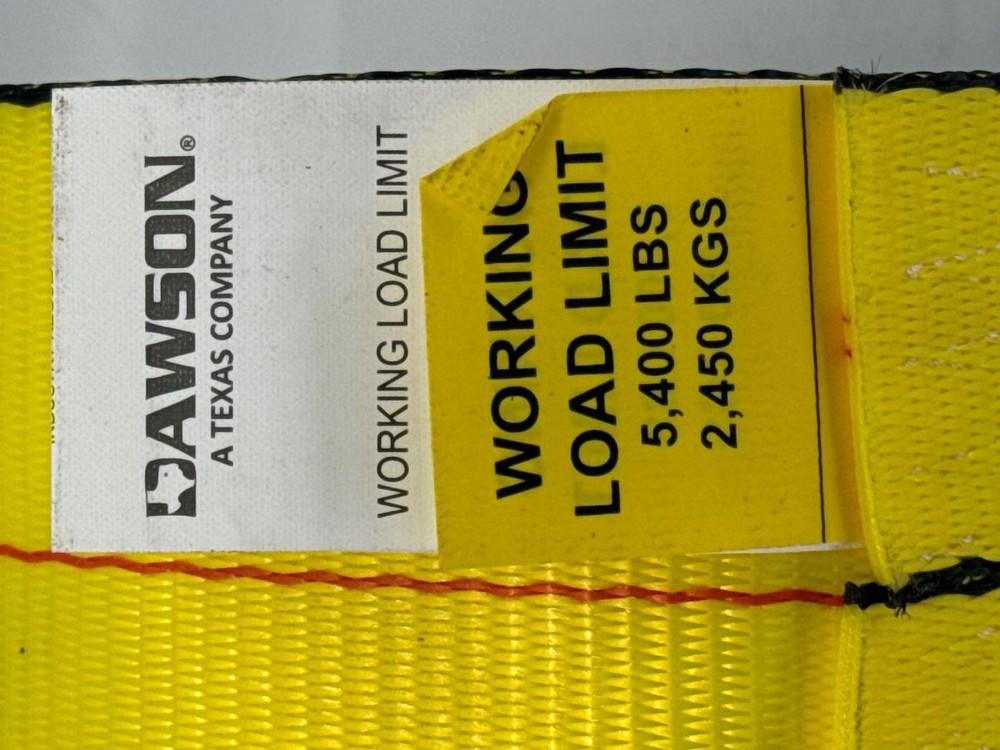 DAWSON®
A TEXAS COMPANY
WORKING LOAD LIMIT
WORKING
LOAD LIMIT
5,400 LBS
2,450 KGS